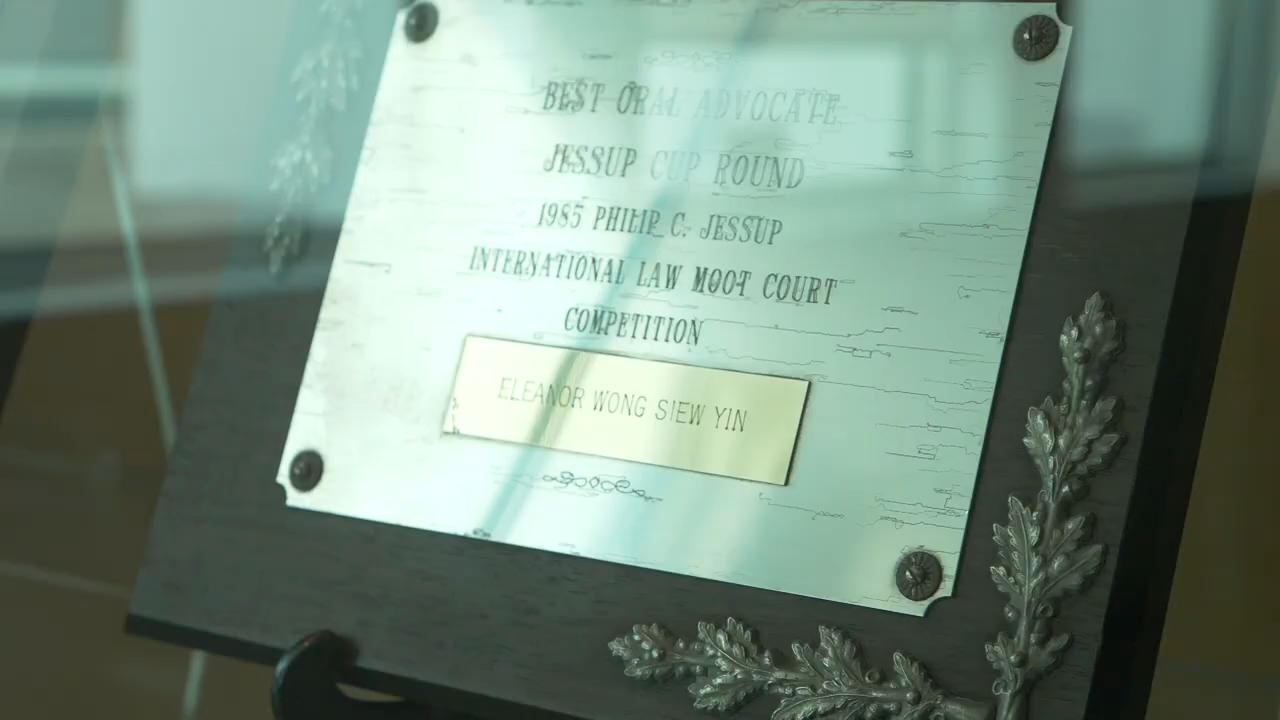 BEST ORAL ADVOCATE
JESSUP CUP ROUND
1985 PHILIP C. JESSUP
INTERNATIONAL LAW MOOT COURT
COMPETITION
ELEANOR WONG SIEW YIN